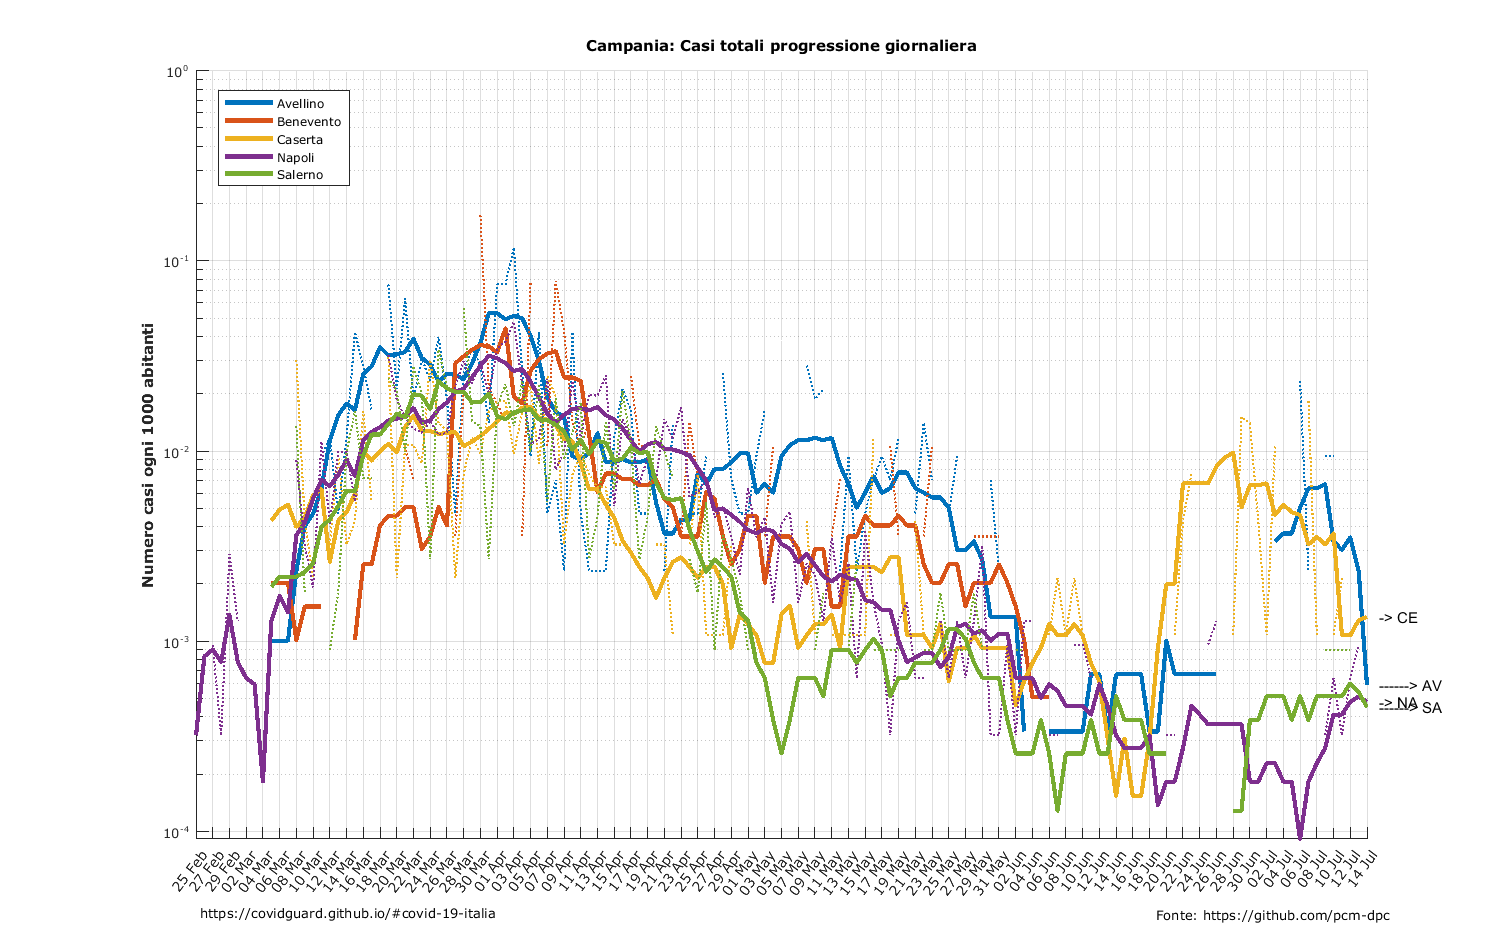 Campania: Casi totali progressione giornaliera
Numero casi ogni 1000 abitanti
10⁰
10⁻¹
10⁻²
10⁻³
10⁻⁴
Avellino
Benevento
Caserta
Napoli
Salerno
-> CE
------> AV
-> NA
------> SA
25 Feb
27 Feb
29 Feb
02 Mar
04 Mar
06 Mar
08 Mar
10 Mar
12 Mar
14 Mar
16 Mar
18 Mar
20 Mar
22 Mar
24 Mar
26 Mar
28 Mar
30 Mar
01 Apr
03 Apr
05 Apr
07 Apr
09 Apr
11 Apr
13 Apr
15 Apr
17 Apr
19 Apr
21 Apr
23 Apr
25 Apr
27 Apr
29 Apr
01 May
03 May
05 May
07 May
09 May
11 May
13 May
15 May
17 May
19 May
21 May
23 May
25 May
27 May
29 May
31 May
02 Jun
04 Jun
06 Jun
08 Jun
10 Jun
12 Jun
14 Jun
16 Jun
18 Jun
20 Jun
22 Jun
24 Jun
26 Jun
28 Jun
30 Jun
02 Jul
04 Jul
06 Jul
08 Jul
10 Jul
12 Jul
14 Jul
https://covidguard.github.io/#covid-19-italia
Fonte: https://github.com/pcm-dpc